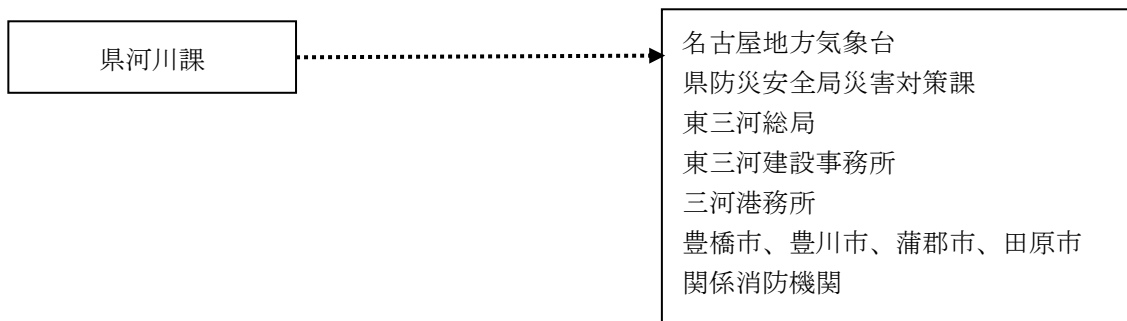 県河川課
名古屋地方気象台
県防災安全局災害対策課
東三河総局
東三河建設事務所
三河港務所
豊橋市、豊川市、蒲郡市、田原市
関係消防機関